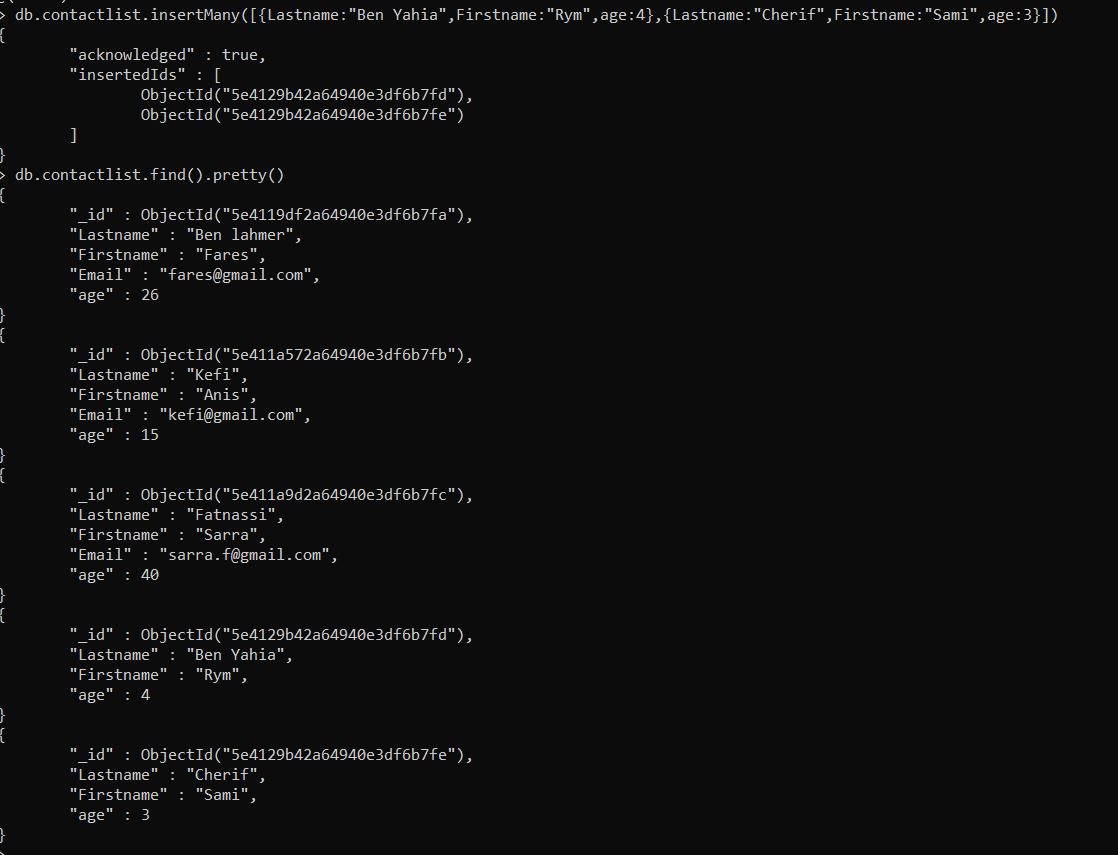 > db.contactlist.insertMany([{Lastname:"Ben Yahia",Firstname:"Rym",age:4},{Lastname:"Cherif",Firstname:"Sami",age:3}])
{
"acknowledged" : true,
"insertedIds" : [
ObjectId("5e4129b42a64940e3df6b7fd"),
ObjectId("5e4129b42a64940e3df6b7fe")
]
}
> db.contactlist.find().pretty()
{
"_id" : ObjectId("5e4119df2a64940e3df6b7fa"),
"Lastname" : "Ben lahmer",
"Firstname" : "Fares",
"Email" : "fares@gmail.com",
"age" : 26
}
{
"_id" : ObjectId("5e411a572a64940e3df6b7fb"),
"Lastname" : "Kefi",
"Firstname" : "Anis",
"Email" : "kefi@gmail.com",
"age" : 15
}
{
"_id" : ObjectId("5e411a9d2a64940e3df6b7fc"),
"Lastname" : "Fatnassi",
"Firstname" : "Sarra",
"Email" : "sarra.f@gmail.com",
"age" : 40
}
{
"_id" : ObjectId("5e4129b42a64940e3df6b7fd"),
"Lastname" : "Ben Yahia",
"Firstname" : "Rym",
"age" : 4
}
{
"_id" : ObjectId("5e4129b42a64940e3df6b7fe"),
"Lastname" : "Cherif",
"Firstname" : "Sami",
"age" : 3
}